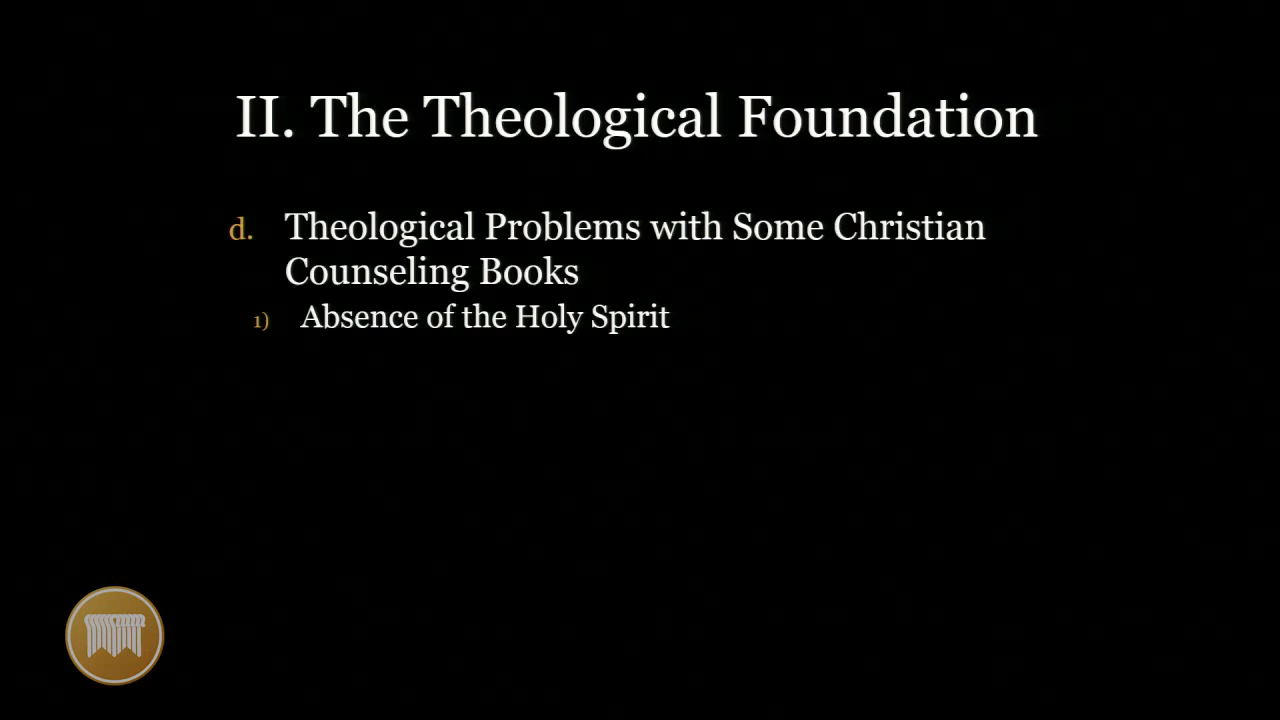 II. The Theological Foundation
d. Theological Problems with Some Christian
Counseling Books
1) Absence of the Holy Spirit